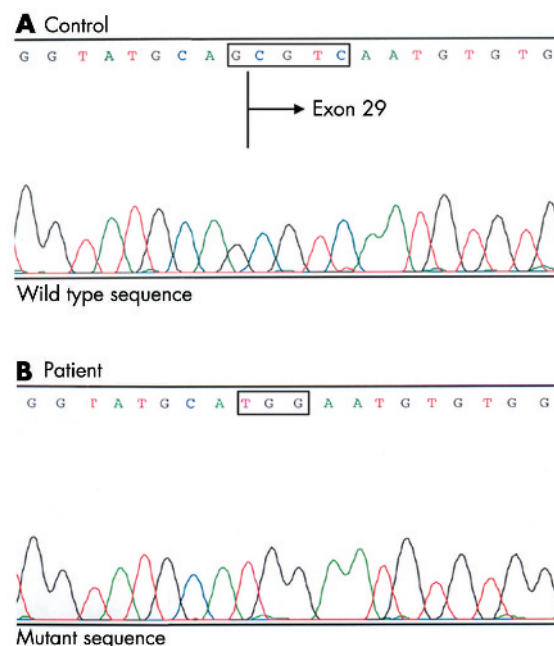 A Control
G G T A T G C A G C G T C A A T G T G T G
Exon 29
Wild type sequence
B Patient
G G T A T G C A T G G A A T G T G T G G
Mutant sequence